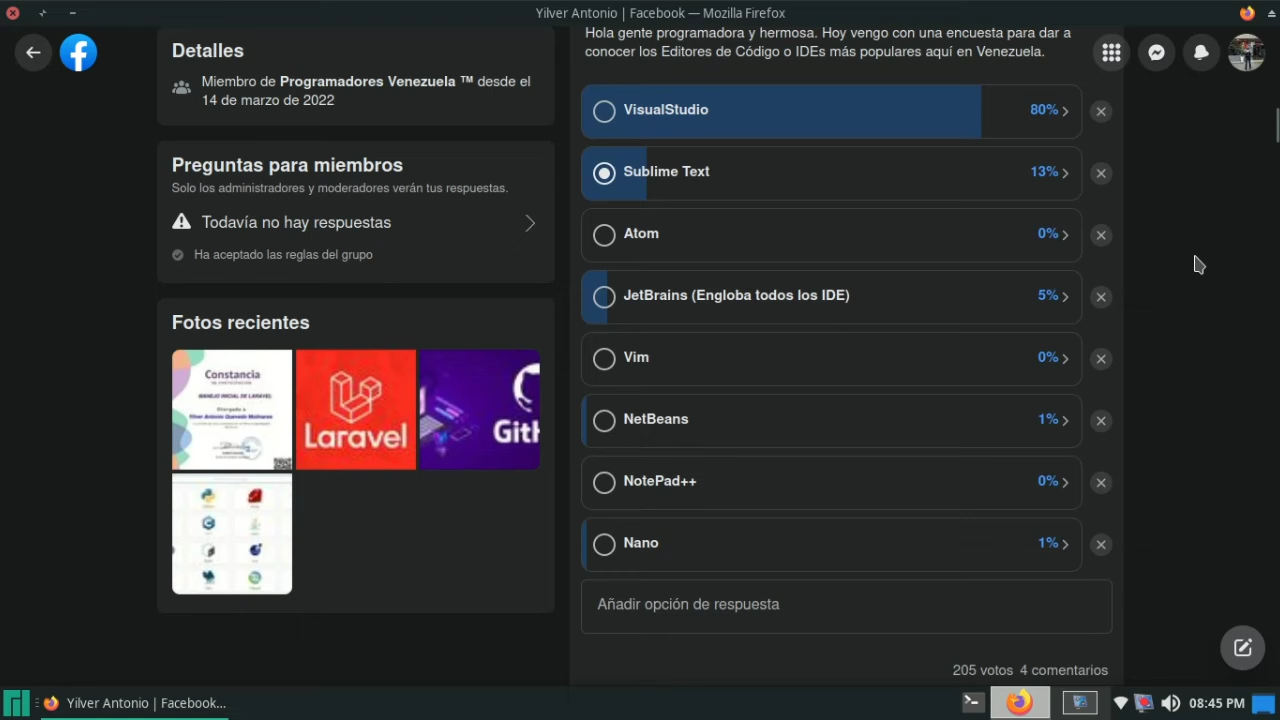 Yilver Antonio | Facebook — Mozilla Firefox
Detalles
Miembro de Programadores Venezuela ™ desde el
14 de marzo de 2022
Preguntas para miembros
Solo los administradores y moderadores verán tus respuestas.
Todavía no hay respuestas
Ha aceptado las reglas del grupo
Fotos recientes
Constancia
MANEJO INICIAL DE LARAVEL
Laravel
GitH
Hola gente programadora y hermosa. Hoy vengo con una encuesta para dar a
conocer los Editores de Código o IDEs más populares aquí en Venezuela.
VisualStudio 80%
Sublime Text 13%
Atom 0%
JetBrains (Engloba todos los IDE) 5%
Vim 0%
NetBeans 1%
NotePad++ 0%
Nano 1%
Añadir opción de respuesta
205 votos 4 comentarios
Yilver Antonio | Facebook...
08:45 PM